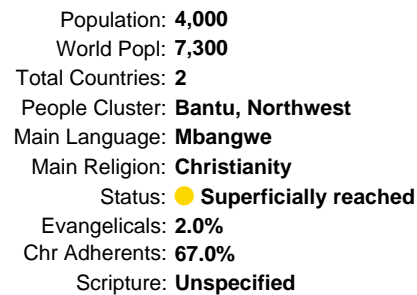 Population: 4,000
World Popl: 7,300
Total Countries: 2
People Cluster: Bantu, Northwest
Main Language: Mbangwe
Main Religion: Christianity
Status: Superficially reached
Evangelicals: 2.0%
Chr Adherents: 67.0%
Scripture: Unspecified